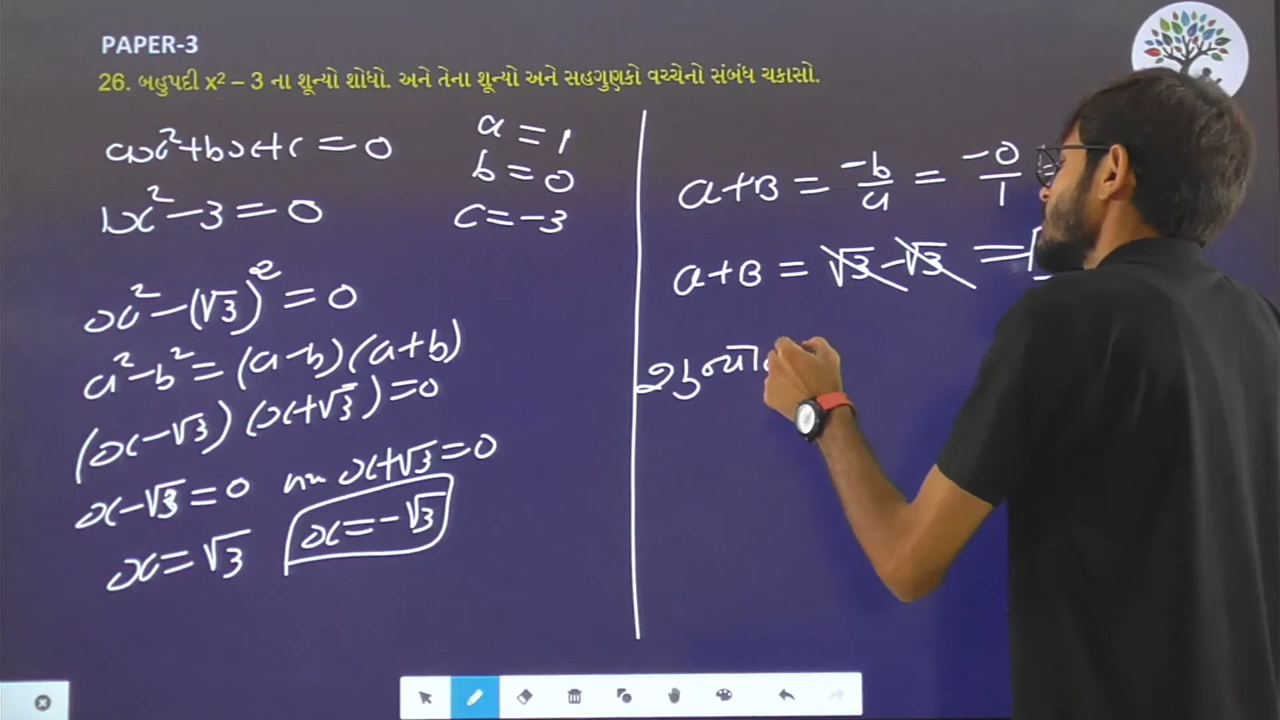 PAPER-3
26. બહુપદી x² – 3 ના શૂન્યો શોધો. અને તેના શૂન્યો અને સહગુણકો વચ્ચેનો સંબંધ ચકાસો.
ax²+bx+c=0
a=1
b=0
c=-3
1x²-3=0
x²-(√3)²=0
a²-b²=(a-b)(a+b)
(x-√3)(x+√3)=0
x-√3=0
x+√3=0
x=√3
x=-√3
α+β = -b/a = -0/1 =
α+β = √3-√3 =